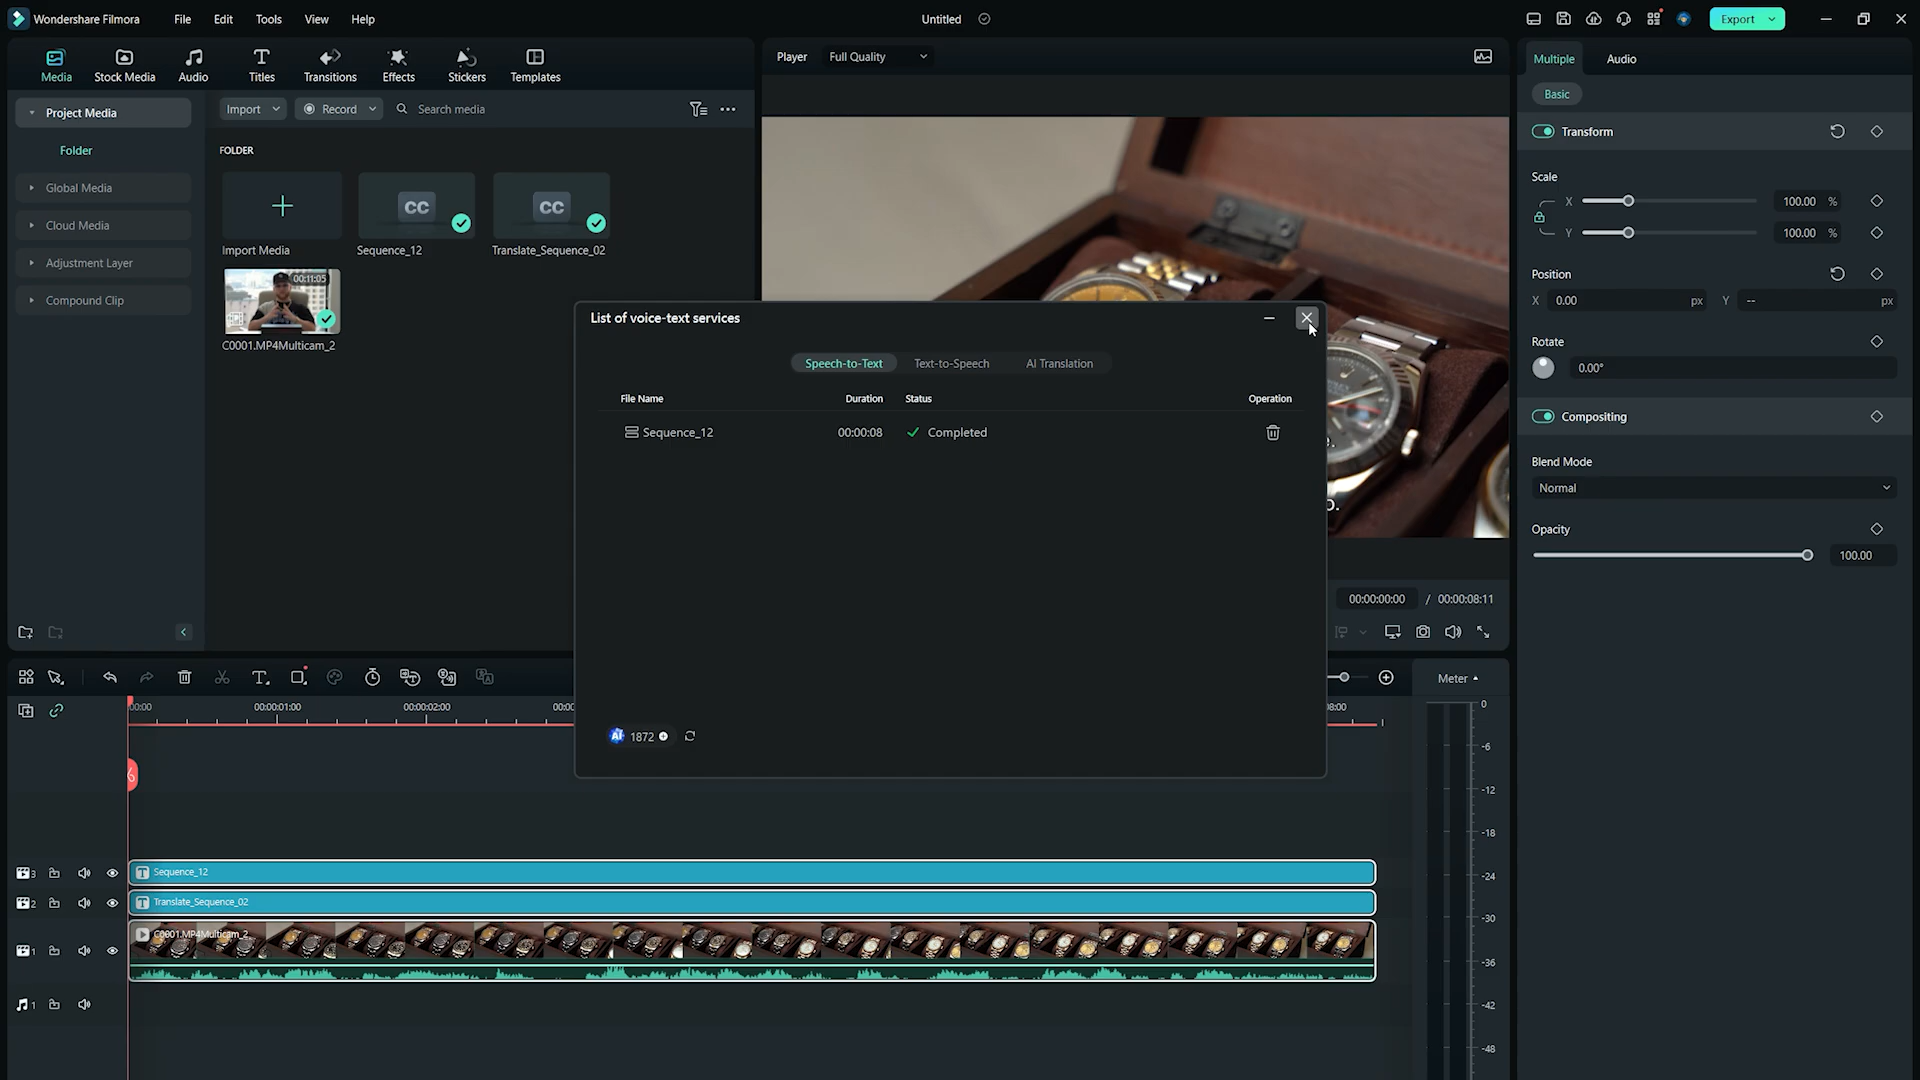 Wondershare Filmora
File
Edit
Tools
View
Help
Untitled
Export
Media
Stock Media
Audio
Titles
Transitions
Effects
Stickers
Templates
Player
Full Quality
Multiple
Audio
Basic
Project Media
Folder
Global Media
Cloud Media
Adjustment Layer
Compound Clip
Import
Record
Search media
FOLDER
Import Media
CC
Sequence_12
CC
Translate_Sequence_02
00:11:05
C0001.MP4Multicam_2
List of voice-text services
Speech-to-Text
Text-to-Speech
AI Translation
File Name
Duration
Status
Operation
Sequence_12
00:00:08
Completed
AI 1872
Transform
Scale
X
100.00 %
Y
100.00 %
Position
X 0.00 px
Y -- px
Rotate
0.00°
Compositing
Blend Mode
Normal
Opacity
100.00
00:00:00:00 / 00:00:08:11
Meter
00:00:01:00
00:00:02:00
3
Sequence_12
2
Translate_Sequence_02
1
C0001.MP4Multicam_2
1
0
-6
-12
-18
-24
-30
-36
-42
-48